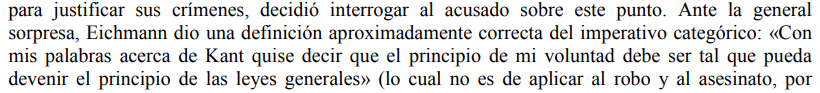 para justificar sus crímenes, decidió interrogar al acusado sobre este punto. Ante la general
sorpresa, Eichmann dio una definición aproximadamente correcta del imperativo categórico: «Con
mis palabras acerca de Kant quise decir que el principio de mi voluntad debe ser tal que pueda
devenir el principio de las leyes generales» (lo cual no es de aplicar al robo y al asesinato, por